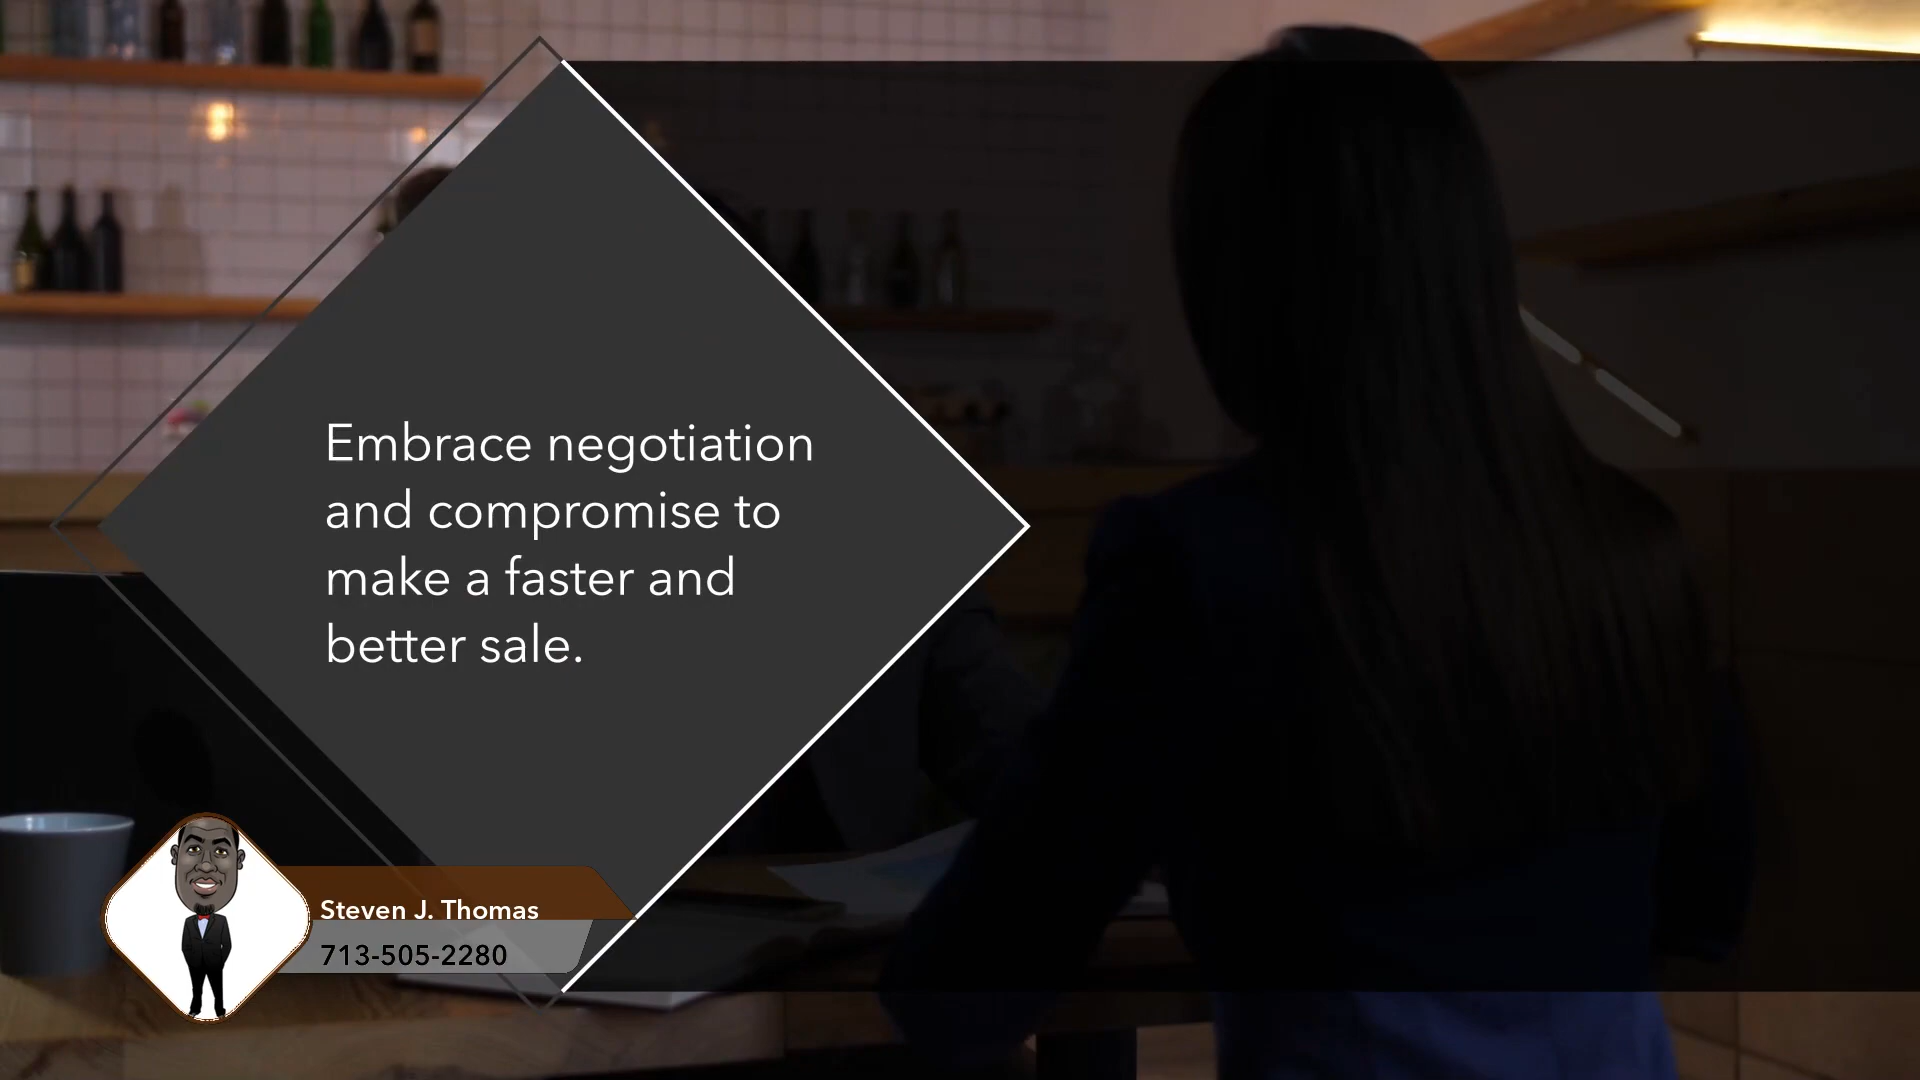 Embrace negotiation
and compromise to
make a faster and
better sale.
Steven J. Thomas
713-505-2280